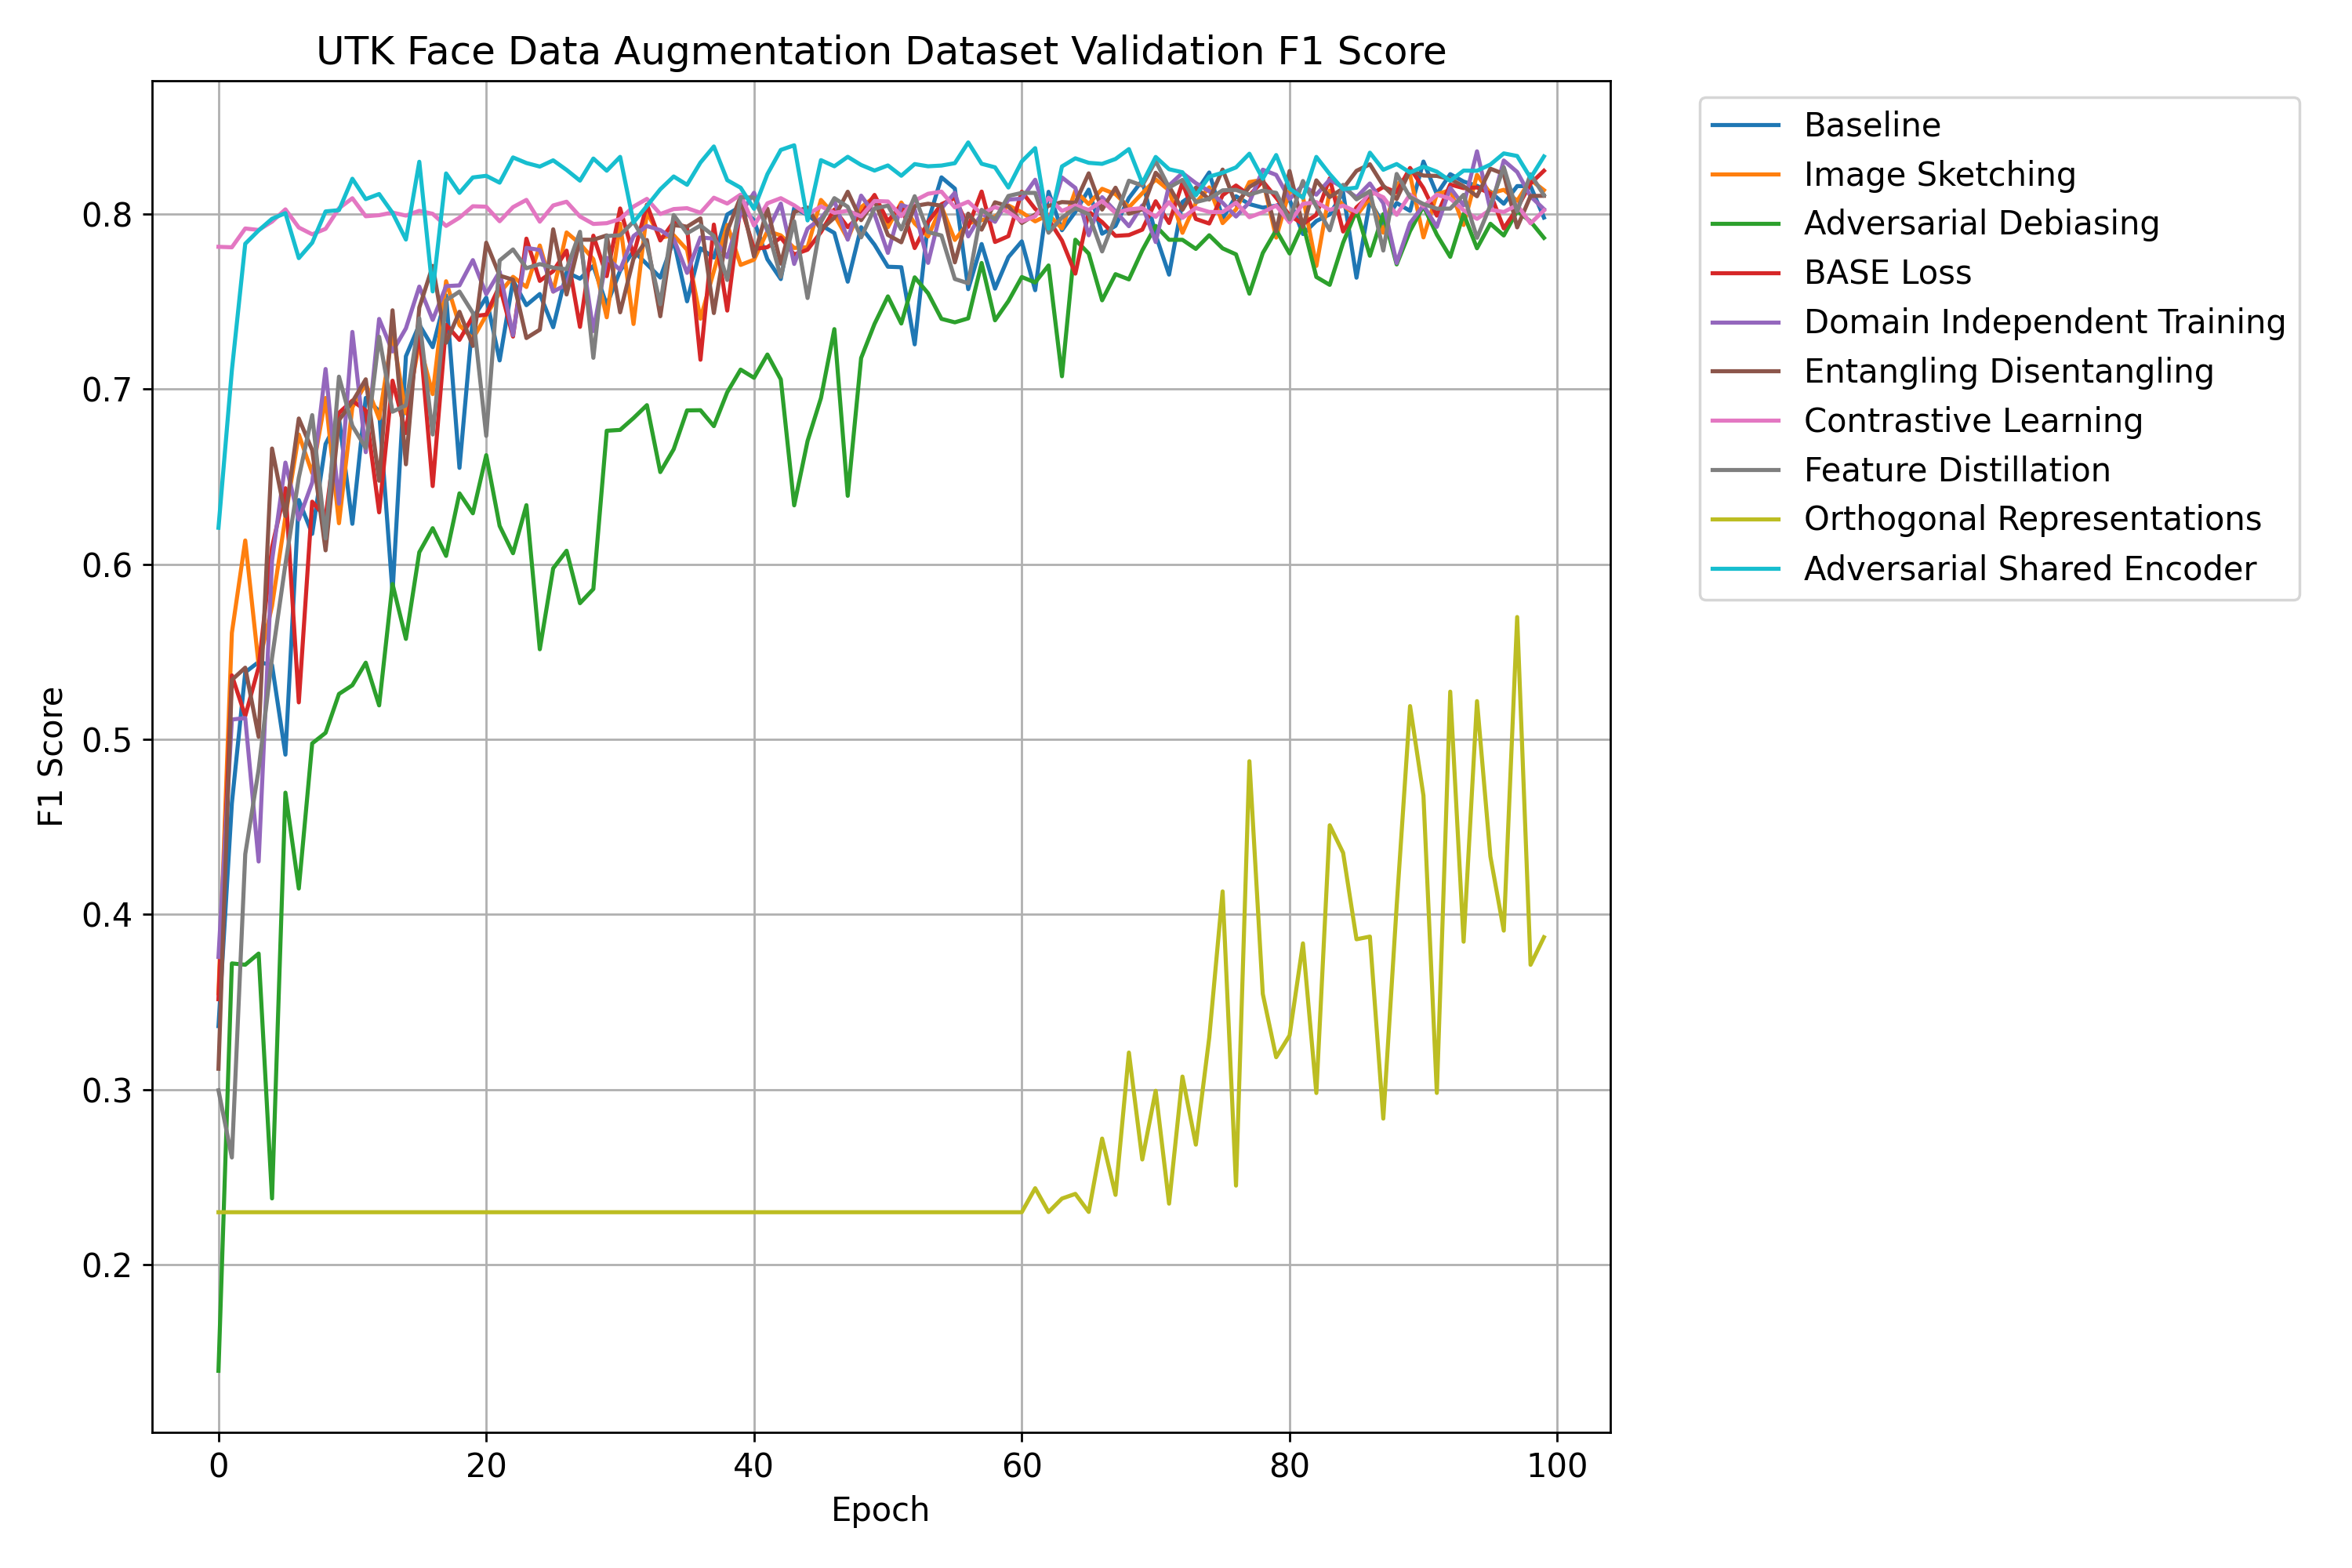 UTK Face Data Augmentation Dataset Validation F1 Score
F1 Score
0.8
0.7
0.6
0.5
0.4
0.3
0.2
0
20
40
60
80
100
Epoch
Baseline
Image Sketching
Adversarial Debiasing
BASE Loss
Domain Independent Training
Entangling Disentangling
Contrastive Learning
Feature Distillation
Orthogonal Representations
Adversarial Shared Encoder